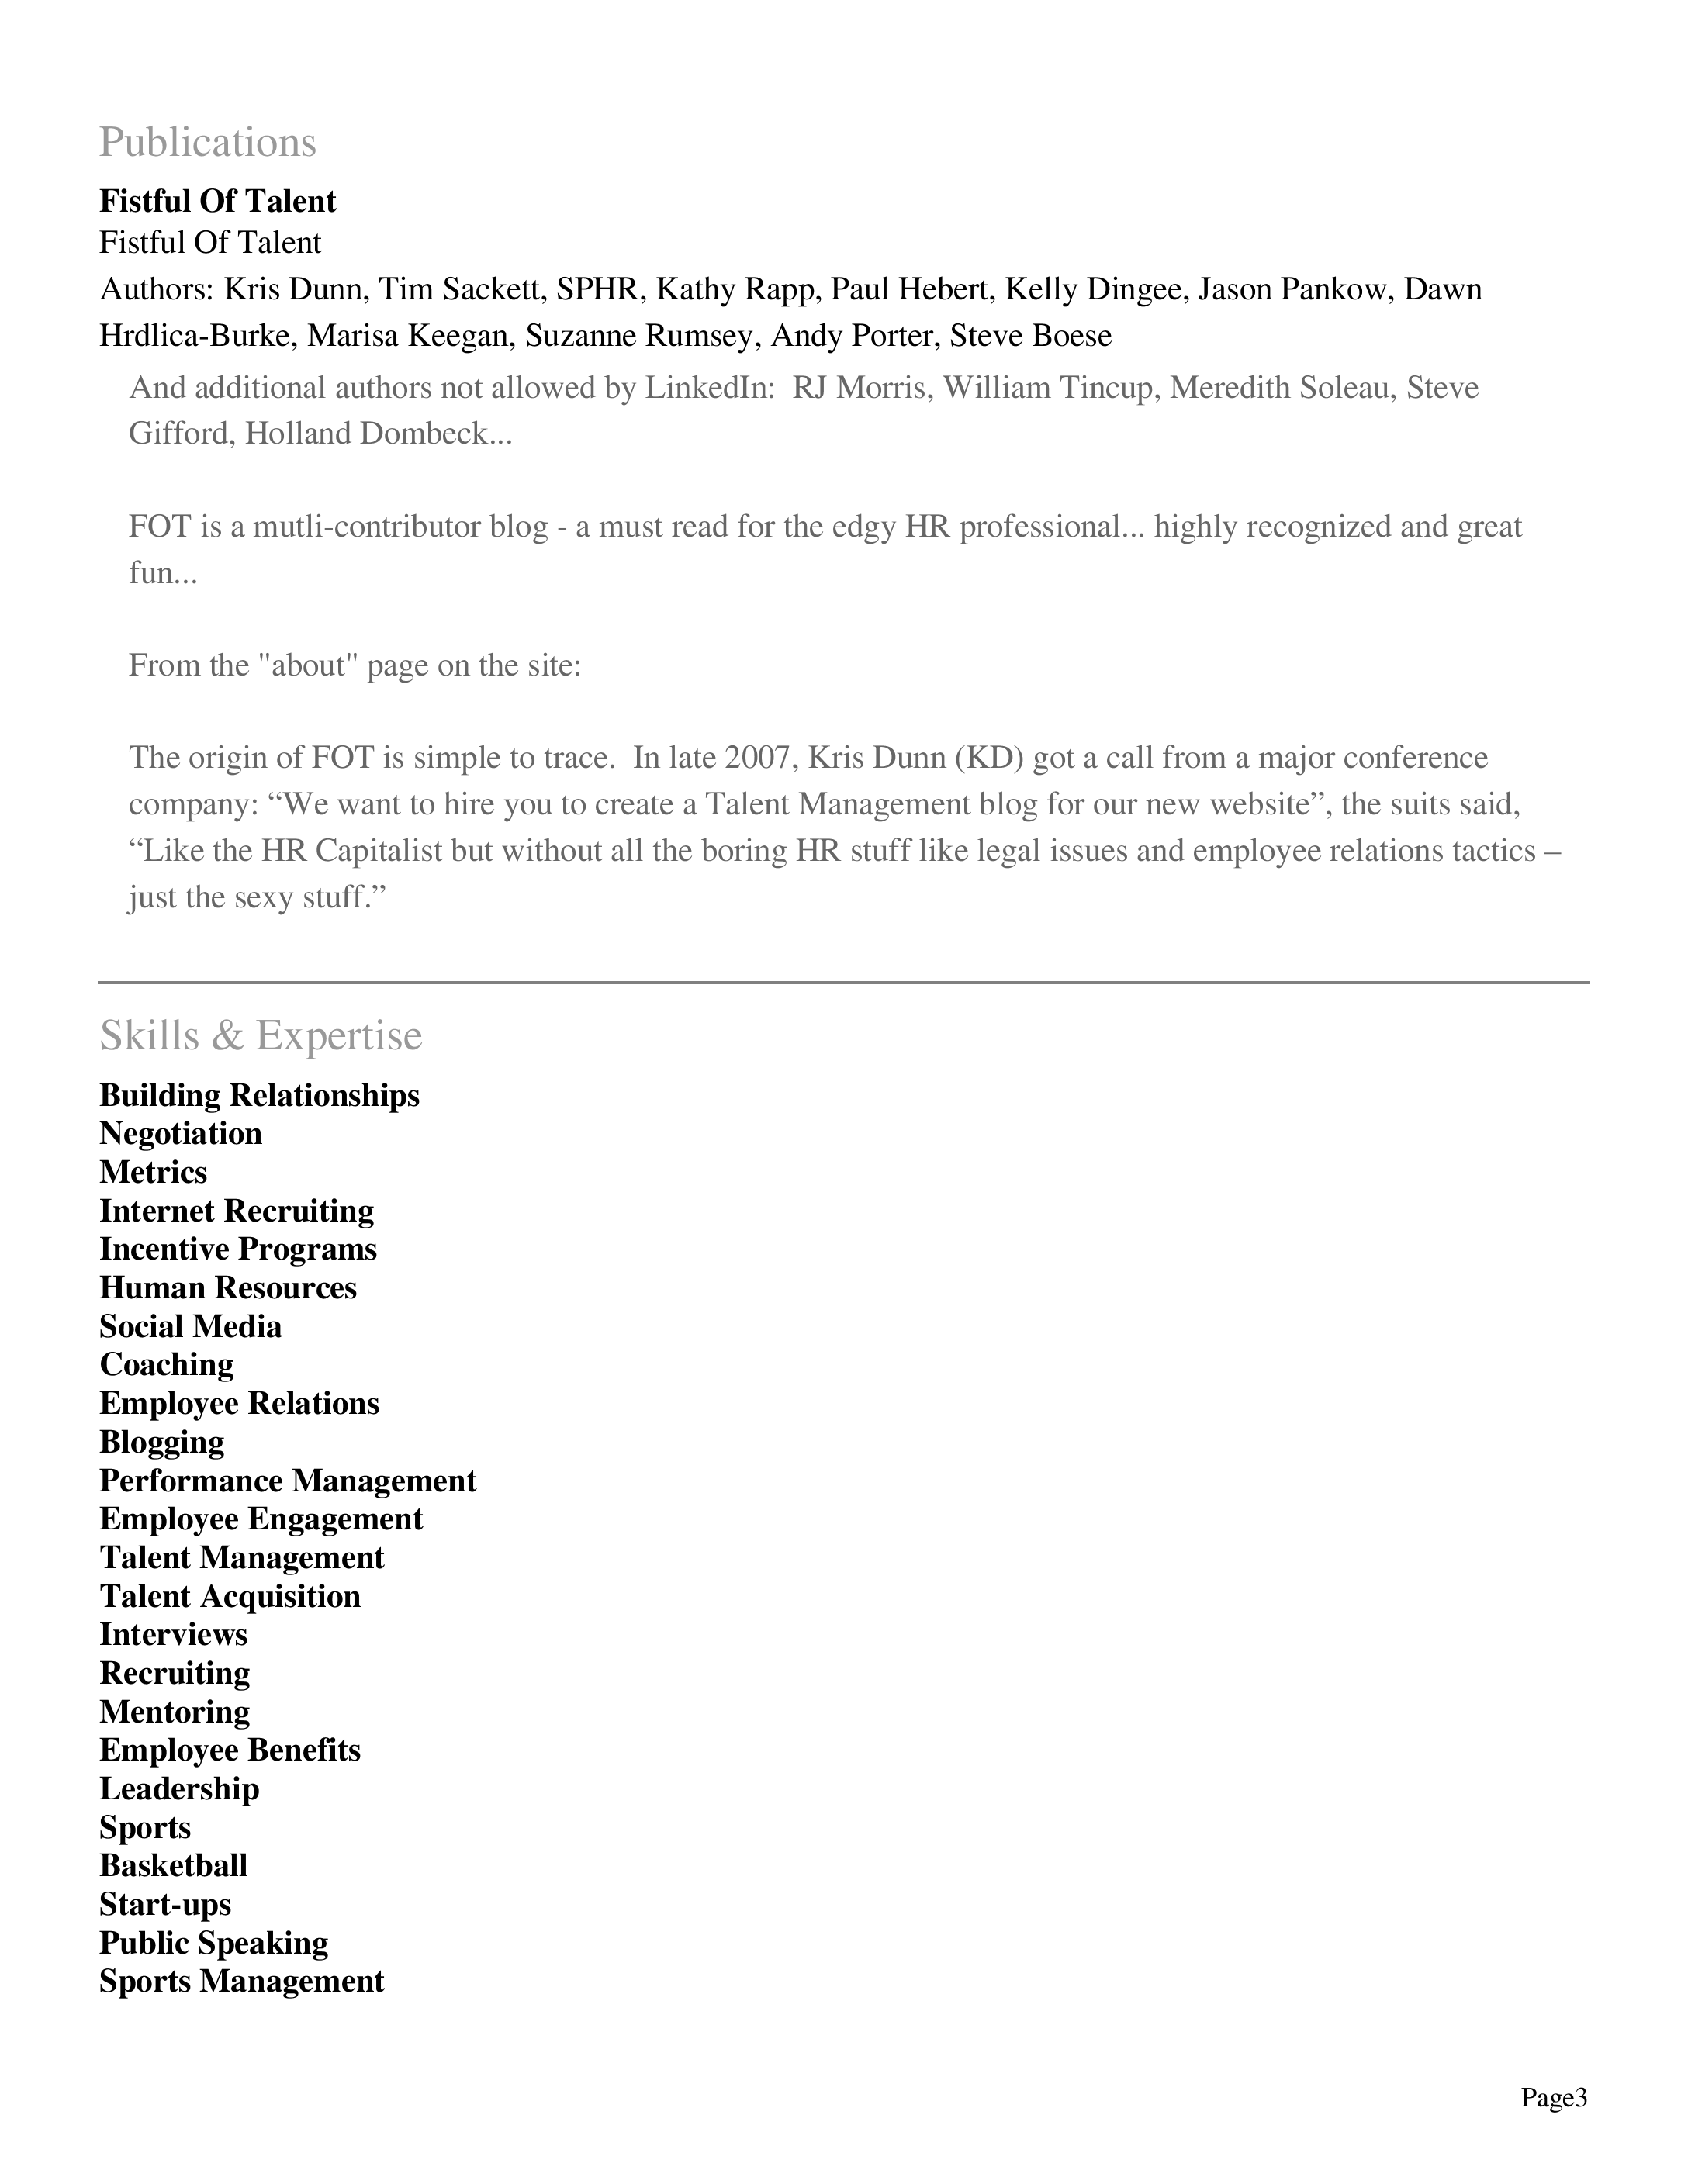 Publications
Fistful Of Talent
Fistful Of Talent
Authors: Kris Dunn, Tim Sackett, SPHR, Kathy Rapp, Paul Hebert, Kelly Dingee, Jason Pankow, Dawn
Hrdlica-Burke, Marisa Keegan, Suzanne Rumsey, Andy Porter, Steve Boese
And additional authors not allowed by LinkedIn:  RJ Morris, William Tincup, Meredith Soleau, Steve
Gifford, Holland Dombeck...
FOT is a mutli-contributor blog - a must read for the edgy HR professional... highly recognized and great
fun...
From the "about" page on the site:
The origin of FOT is simple to trace.  In late 2007, Kris Dunn (KD) got a call from a major conference
company: “We want to hire you to create a Talent Management blog for our new website”, the suits said,
“Like the HR Capitalist but without all the boring HR stuff like legal issues and employee relations tactics –
just the sexy stuff.”
Skills & Expertise
Building Relationships
Negotiation
Metrics
Internet Recruiting
Incentive Programs
Human Resources
Social Media
Coaching
Employee Relations
Blogging
Performance Management
Employee Engagement
Talent Management
Talent Acquisition
Interviews
Recruiting
Mentoring
Employee Benefits
Leadership
Sports
Basketball
Start-ups
Public Speaking
Sports Management
Page3